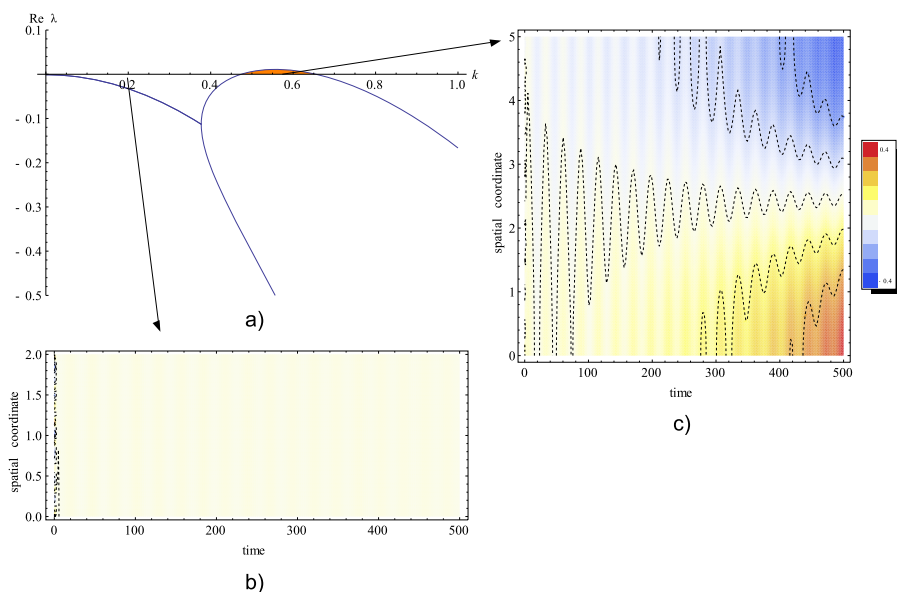 Re λ
0.1
0.2 0.4 0.6 0.8 1.0 k
- 0.1
- 0.2
- 0.3
- 0.4
- 0.5
a)
5
4
3
2
1
0
spatial coordinate
0 100 200 300 400 500
time
c)
0.4
- 0.4
2.0
1.5
1.0
0.5
0.0
spatial coordinate
0 100 200 300 400 500
time
b)